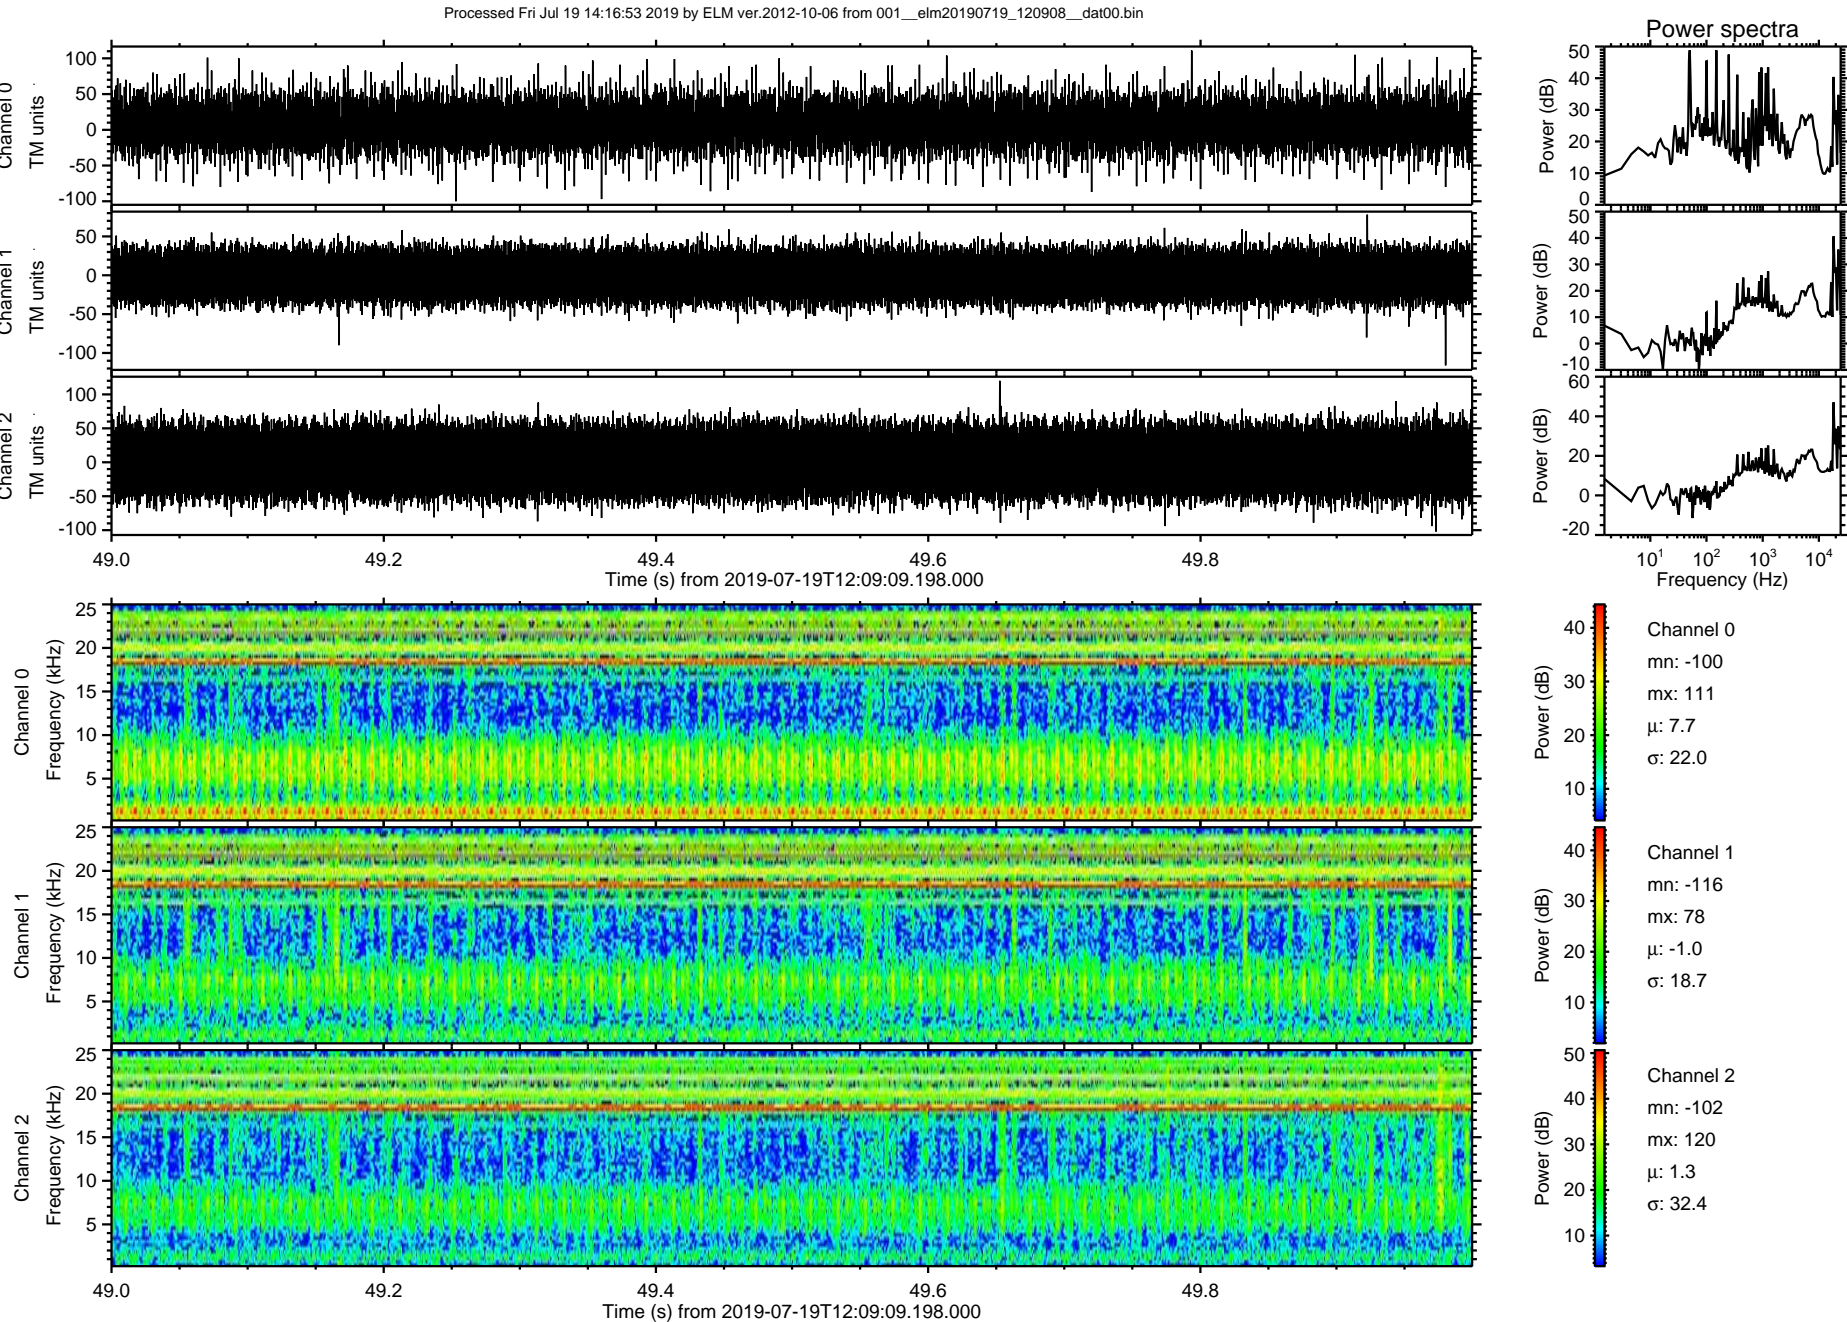 Processed Fri Jul 19 14:16:53 2019 by ELM ver.2012-10-06 from 001__elm20190719_120908__dat00.bin
Power spectra
Channel 0
TM units
100
50
0
-50
-100
Power (dB)
50
40
30
20
10
0
Channel 1
TM units
50
0
-50
-100
Power (dB)
50
40
30
20
10
0
-10
Channel 2
TM units
100
50
0
-50
-100
Power (dB)
60
40
20
0
-20
49.0 49.2 49.4 49.6 49.8
Time (s) from 2019-07-19T12:09:09.198.000
10^1 10^2 10^3 10^4
Frequency (Hz)
Channel 0
Frequency (kHz)
25
20
15
10
5
Power (dB)
40
30
20
10
Channel 0
mn: -100
mx: 111
μ: 7.7
σ: 22.0
Channel 1
Frequency (kHz)
25
20
15
10
5
Power (dB)
40
30
20
10
Channel 1
mn: -116
mx: 78
μ: -1.0
σ: 18.7
Channel 2
Frequency (kHz)
25
20
15
10
5
Power (dB)
50
40
30
20
10
Channel 2
mn: -102
mx: 120
μ: 1.3
σ: 32.4
49.0 49.2 49.4 49.6 49.8
Time (s) from 2019-07-19T12:09:09.198.000